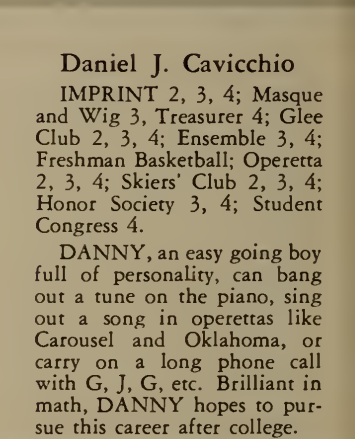 Daniel J. Cavicchio
IMPRINT 2, 3, 4; Masque
and Wig 3, Treasurer 4; Glee
Club 2, 3, 4; Ensemble 3, 4;
Freshman Basketball; Operetta
2, 3, 4; Skiers' Club 2, 3, 4;
Honor Society 3, 4; Student
Congress 4.
DANNY, an easy going boy
full of personality, can bang
out a tune on the piano, sing
out a song in operettas like
Carousel and Oklahoma, or
carry on a long phone call
with G, J, G, etc. Brilliant in
math, DANNY hopes to pur-
sue this career after college.